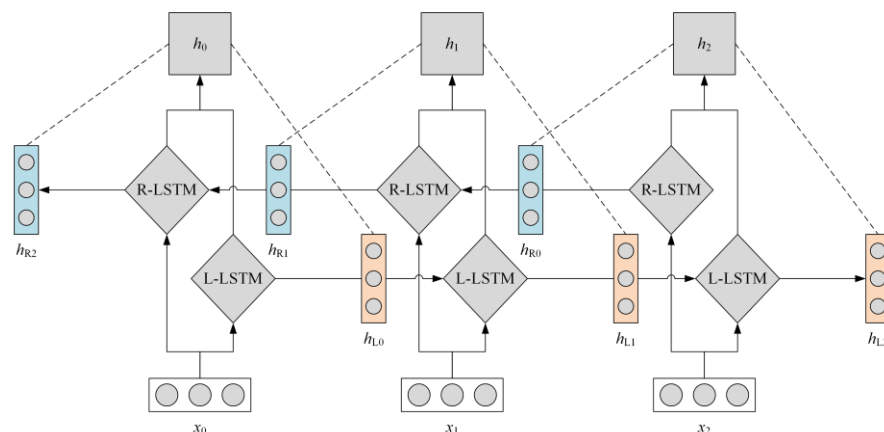 h0 h1 h2
R-LSTM R-LSTM R-LSTM
hR2 hR1 hR0
L-LSTM L-LSTM L-LSTM
hL0 hL1
x0 x1 x2